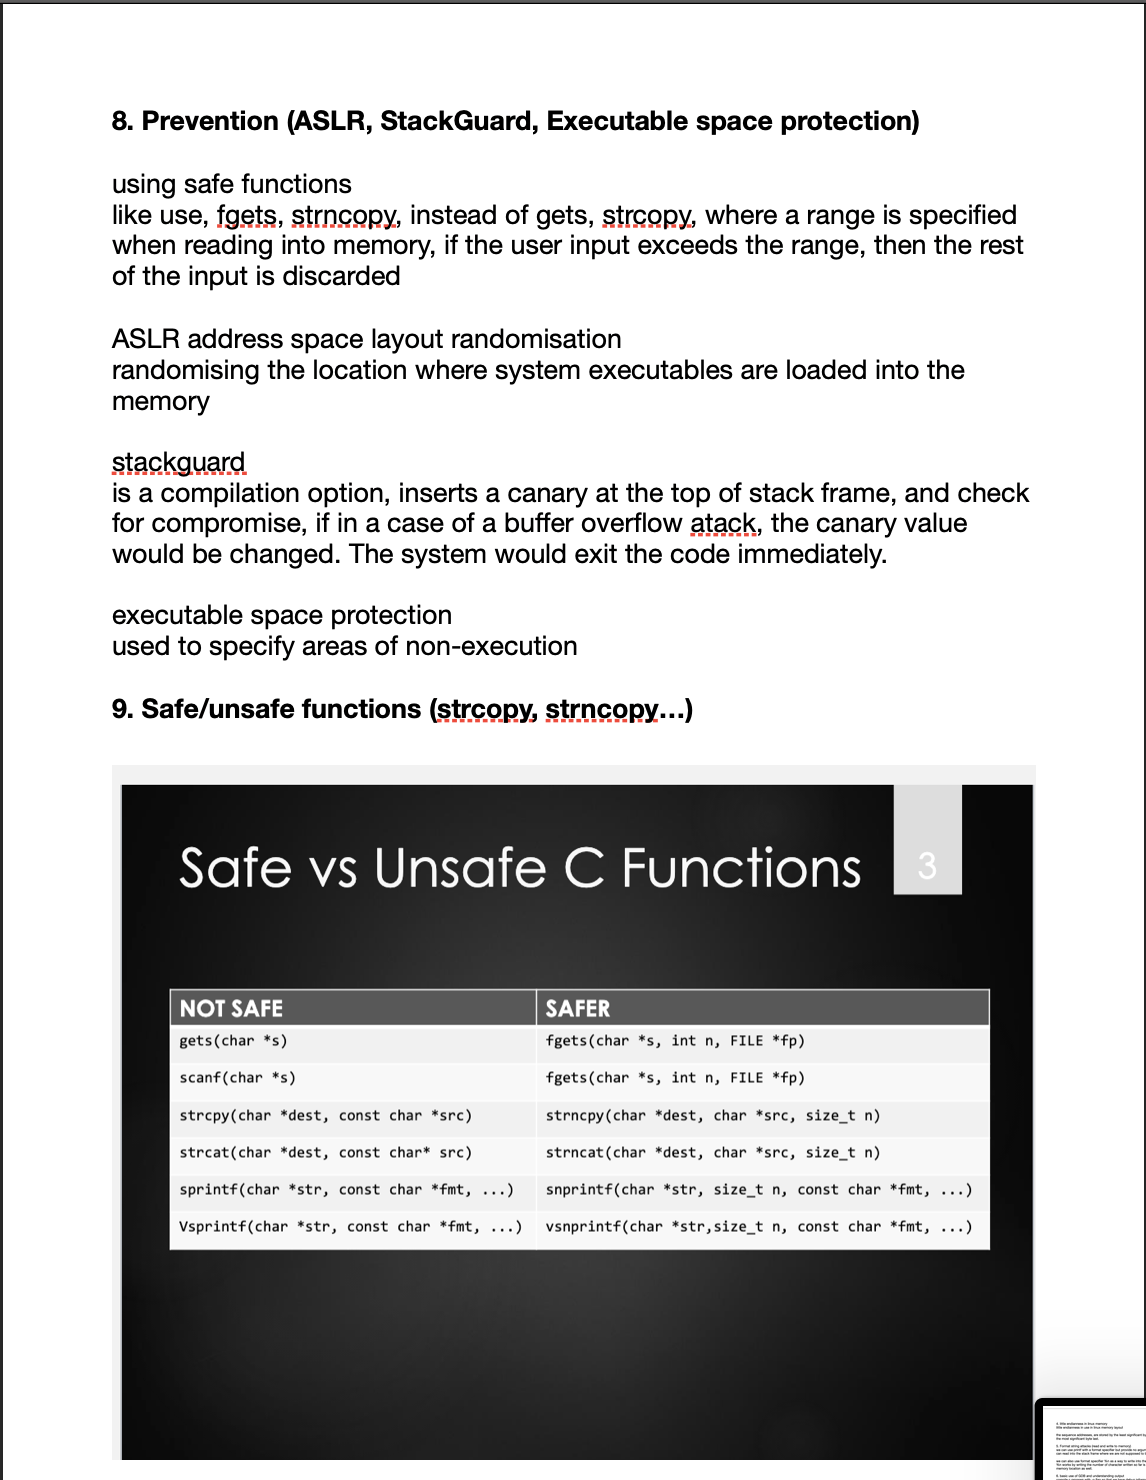 8. Prevention (ASLR, StackGuard, Executable space protection)
using safe functions
like use, fgets, strncopy, instead of gets, strcopy, where a range is specified
when reading into memory, if the user input exceeds the range, then the rest
of the input is discarded
ASLR address space layout randomisation
randomising the location where system executables are loaded into the
memory
stackguard
is a compilation option, inserts a canary at the top of stack frame, and check
for compromise, if in a case of a buffer overflow atack, the canary value
would be changed. The system would exit the code immediately.
executable space protection
used to specify areas of non-execution
9. Safe/unsafe functions (strcopy, strncopy…)
Safe vs Unsafe C Functions
3
NOT SAFE SAFER
gets(char *s) fgets(char *s, int n, FILE *fp)
scanf(char *s) fgets(char *s, int n, FILE *fp)
strcpy(char *dest, const char *src) strncpy(char *dest, char *src, size_t n)
strcat(char *dest, const char* src) strncat(char *dest, char *src, size_t n)
sprintf(char *str, const char *fmt, ...) snprintf(char *str, size_t n, const char *fmt, ...)
Vsprintf(char *str, const char *fmt, ...) vsnprintf(char *str,size_t n, const char *fmt, ...)